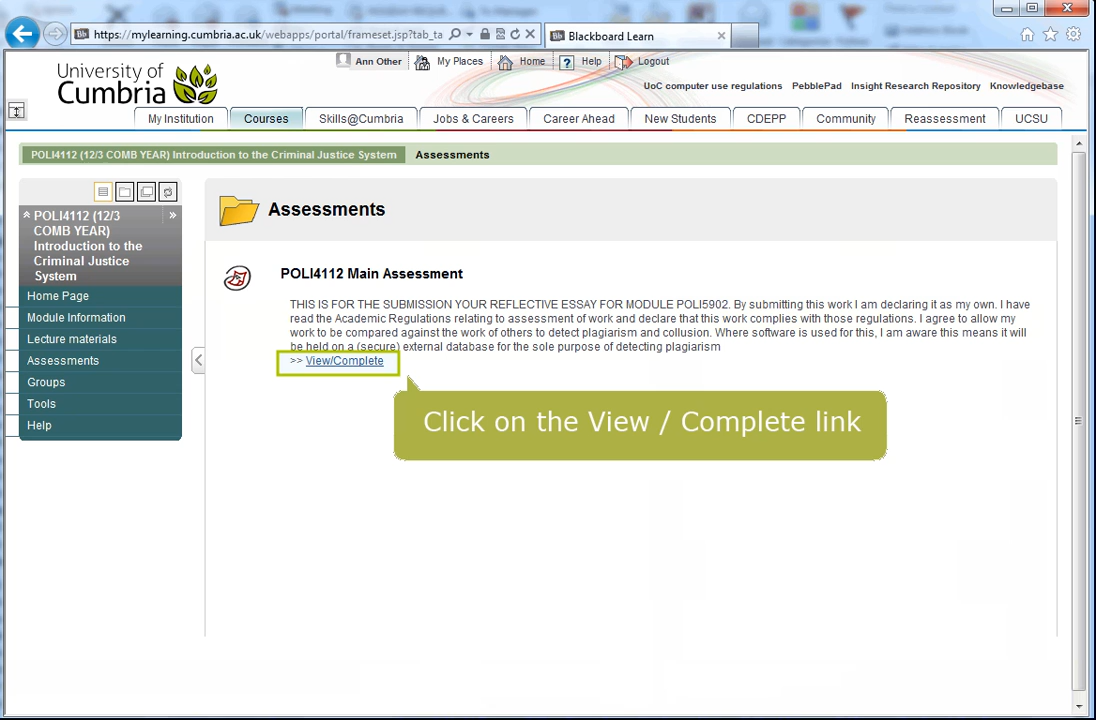 https://mylearning.cumbria.ac.uk/webapps/portal/frameset.jsp?tab_ta
Blackboard Learn
University of Cumbria
Ann Other
My Places
Home
Help
Logout
UoC computer use regulations PebblePad Insight Research Repository Knowledgebase
My Institution
Courses
Skills@Cumbria
Jobs & Careers
Career Ahead
New Students
CDEPP
Community
Reassessment
UCSU
POLI4112 (12/3 COMB YEAR) Introduction to the Criminal Justice System
Assessments
POLI4112 (12/3
COMB YEAR)
Introduction to the
Criminal Justice
System
Home Page
Module Information
Lecture materials
Assessments
Groups
Tools
Help
Assessments
POLI4112 Main Assessment
THIS IS FOR THE SUBMISSION YOUR REFLECTIVE ESSAY FOR MODULE POLI5902. By submitting this work I am declaring it as my own. I have
read the Academic Regulations relating to assessment of work and declare that this work complies with those regulations. I agree to allow my
work to be compared against the work of others to detect plagiarism and collusion. Where software is used for this, I am aware this means it will
be held on a (secure) external database for the sole purpose of detecting plagiarism
>> View/Complete
Click on the View / Complete link